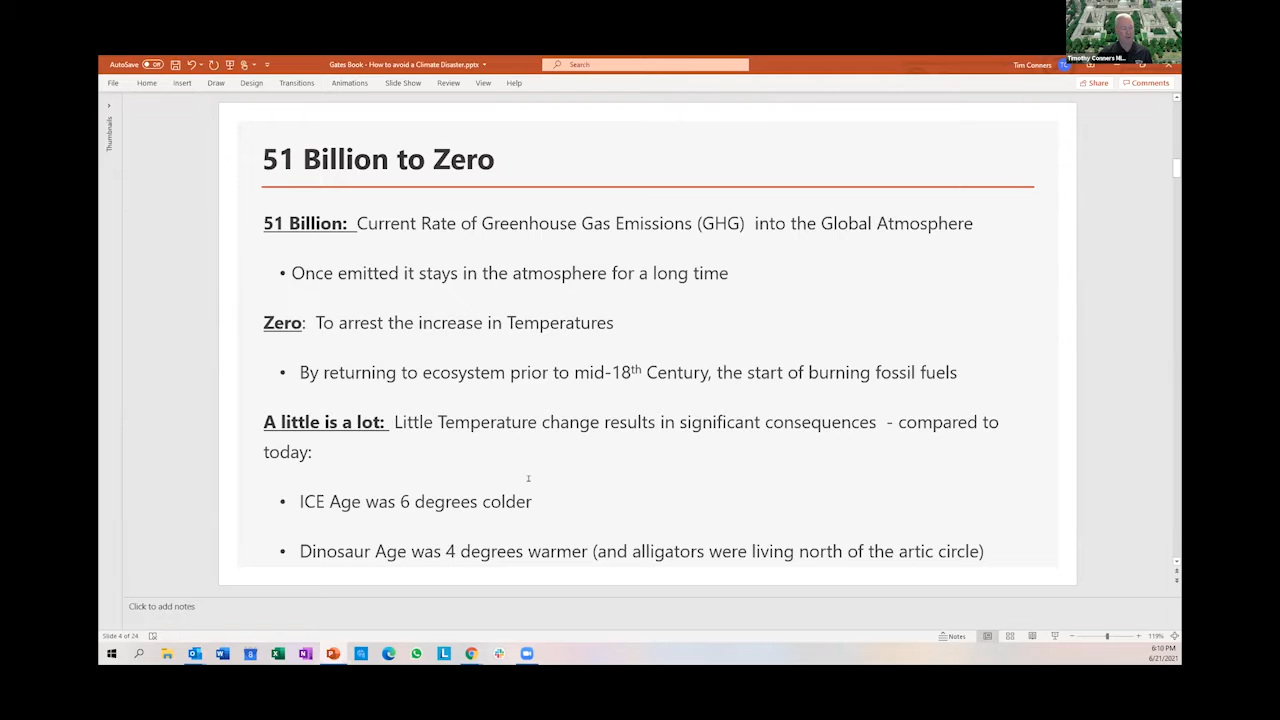 Timothy Conners MI...
AutoSave Off
Gates Book - How to avoid a Climate Disaster.pptx
Search
Tim Conners
File Home Insert Draw Design Transitions Animations Slide Show Review View Help
Share Comments
Thumbnails
51 Billion to Zero
51 Billion: Current Rate of Greenhouse Gas Emissions (GHG) into the Global Atmosphere
• Once emitted it stays in the atmosphere for a long time
Zero: To arrest the increase in Temperatures
• By returning to ecosystem prior to mid-18th Century, the start of burning fossil fuels
A little is a lot: Little Temperature change results in significant consequences - compared to
today:
• ICE Age was 6 degrees colder
• Dinosaur Age was 4 degrees warmer (and alligators were living north of the artic circle)
Click to add notes
Slide 4 of 24
Notes
119%
6:10 PM
6/21/2021